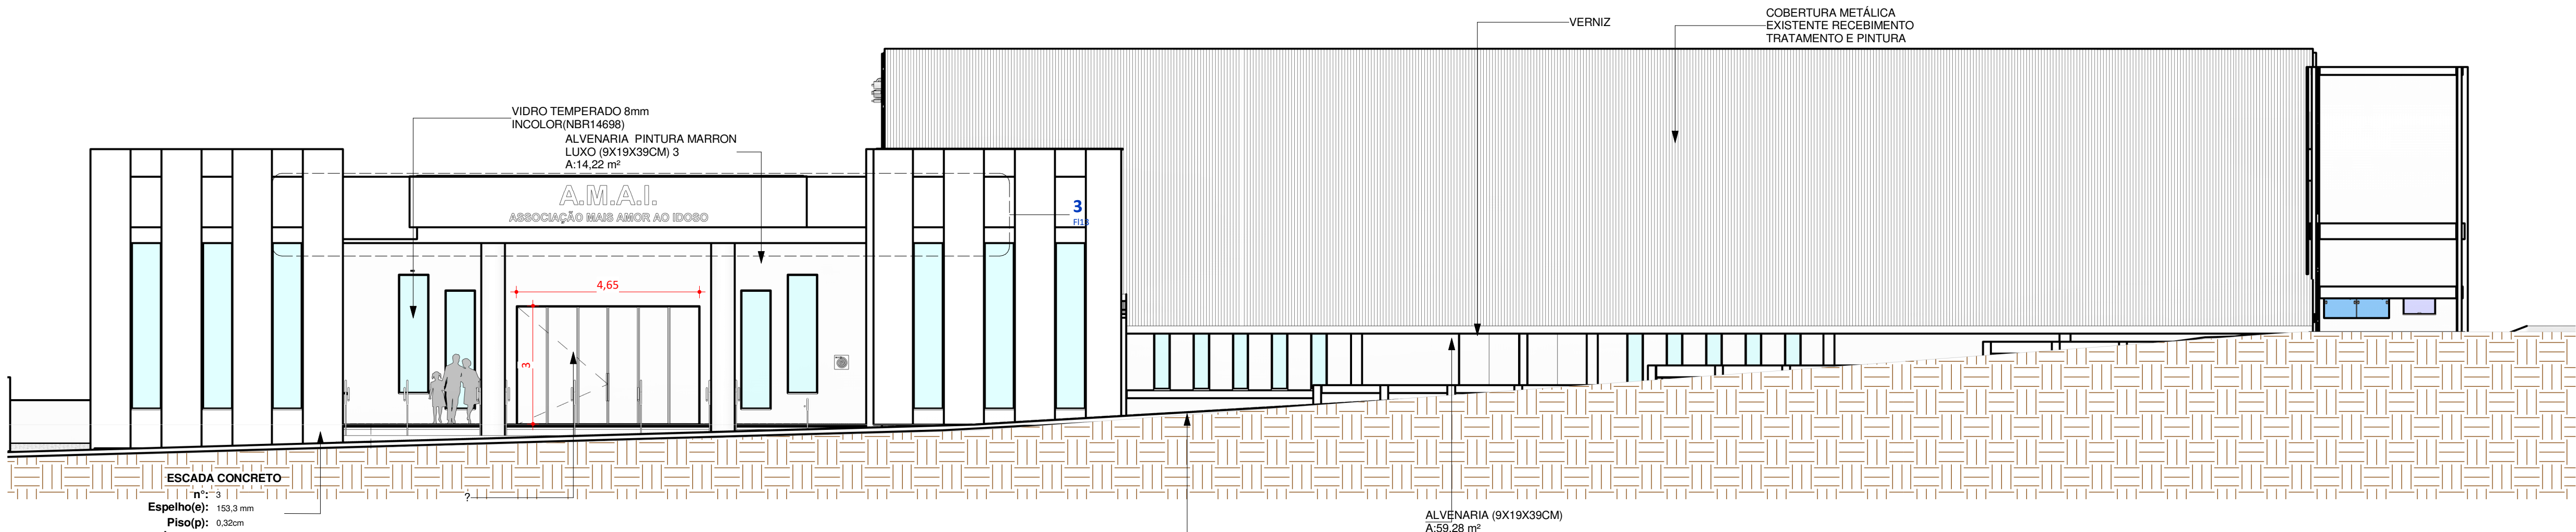 VERNIZ
COBERTURA METÁLICA
EXISTENTE RECEBIMENTO
TRATAMENTO E PINTURA
VIDRO TEMPERADO 8mm
INCOLOR(NBR14698)
ALVENARIA PINTURA MARRON
LUXO (9X19X39CM) 3
A:14,22 m²
A.M.A.I.
ASSOCIAÇÃO MAIS AMOR AO IDOSO
3
Fl13
4,65
3
ESCADA CONCRETO
n°: 3
Espelho(e): 153,3 mm
Piso(p): 0,32cm
?
ALVENARIA (9X19X39CM)
A:59,28 m²